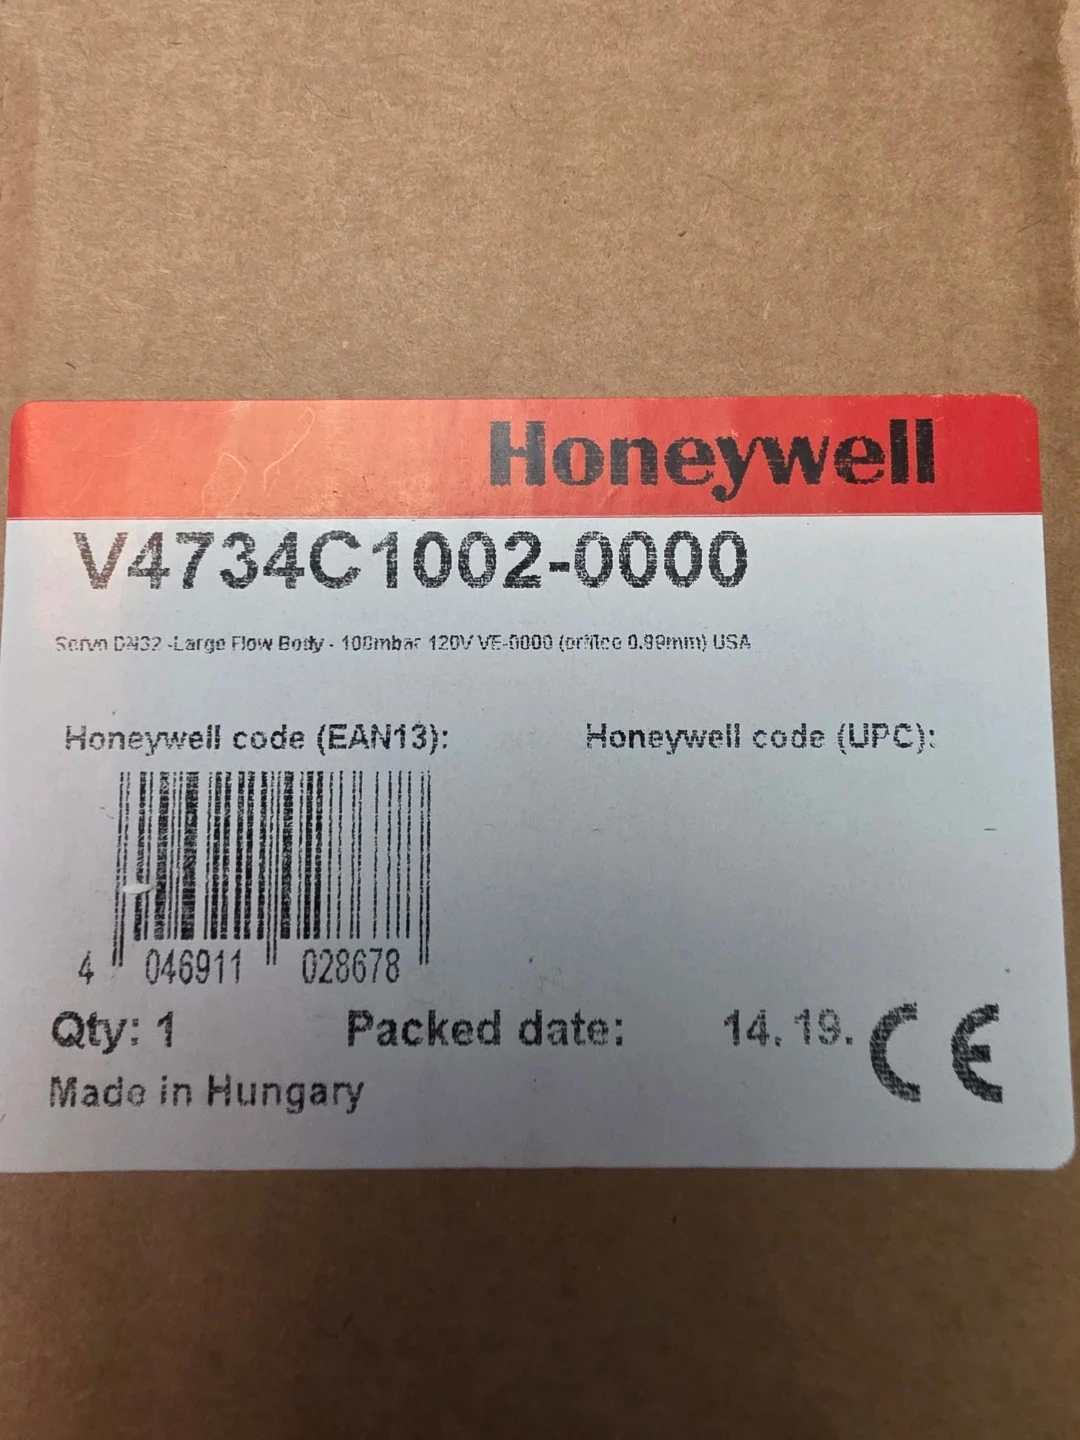 Honeywell
V4734C1002-0000
Servo DN32 -Large Flow Body - 100mbar 120V VE-0000 (orifice 0.99mm) USA
Honeywell code (EAN13):
Honeywell code (UPC):
4 046911 028678
Qty: 1
Packed date:
14. 19.
CE
Made in Hungary